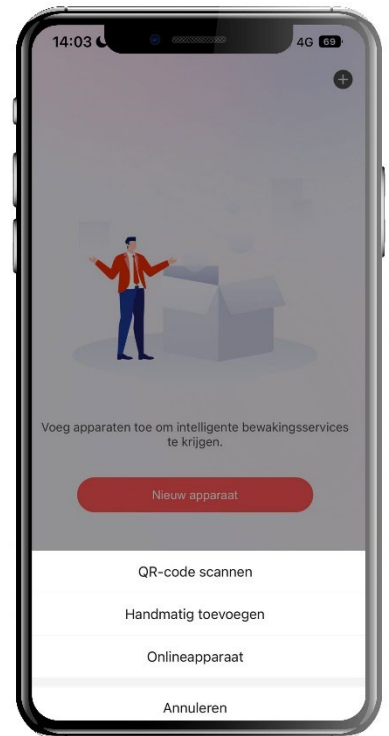 14:03
4G 69
Voeg apparaten toe om intelligente bewakingsservices
te krijgen.
Nieuw apparaat
QR-code scannen
Handmatig toevoegen
Onlineapparaat
Annuleren